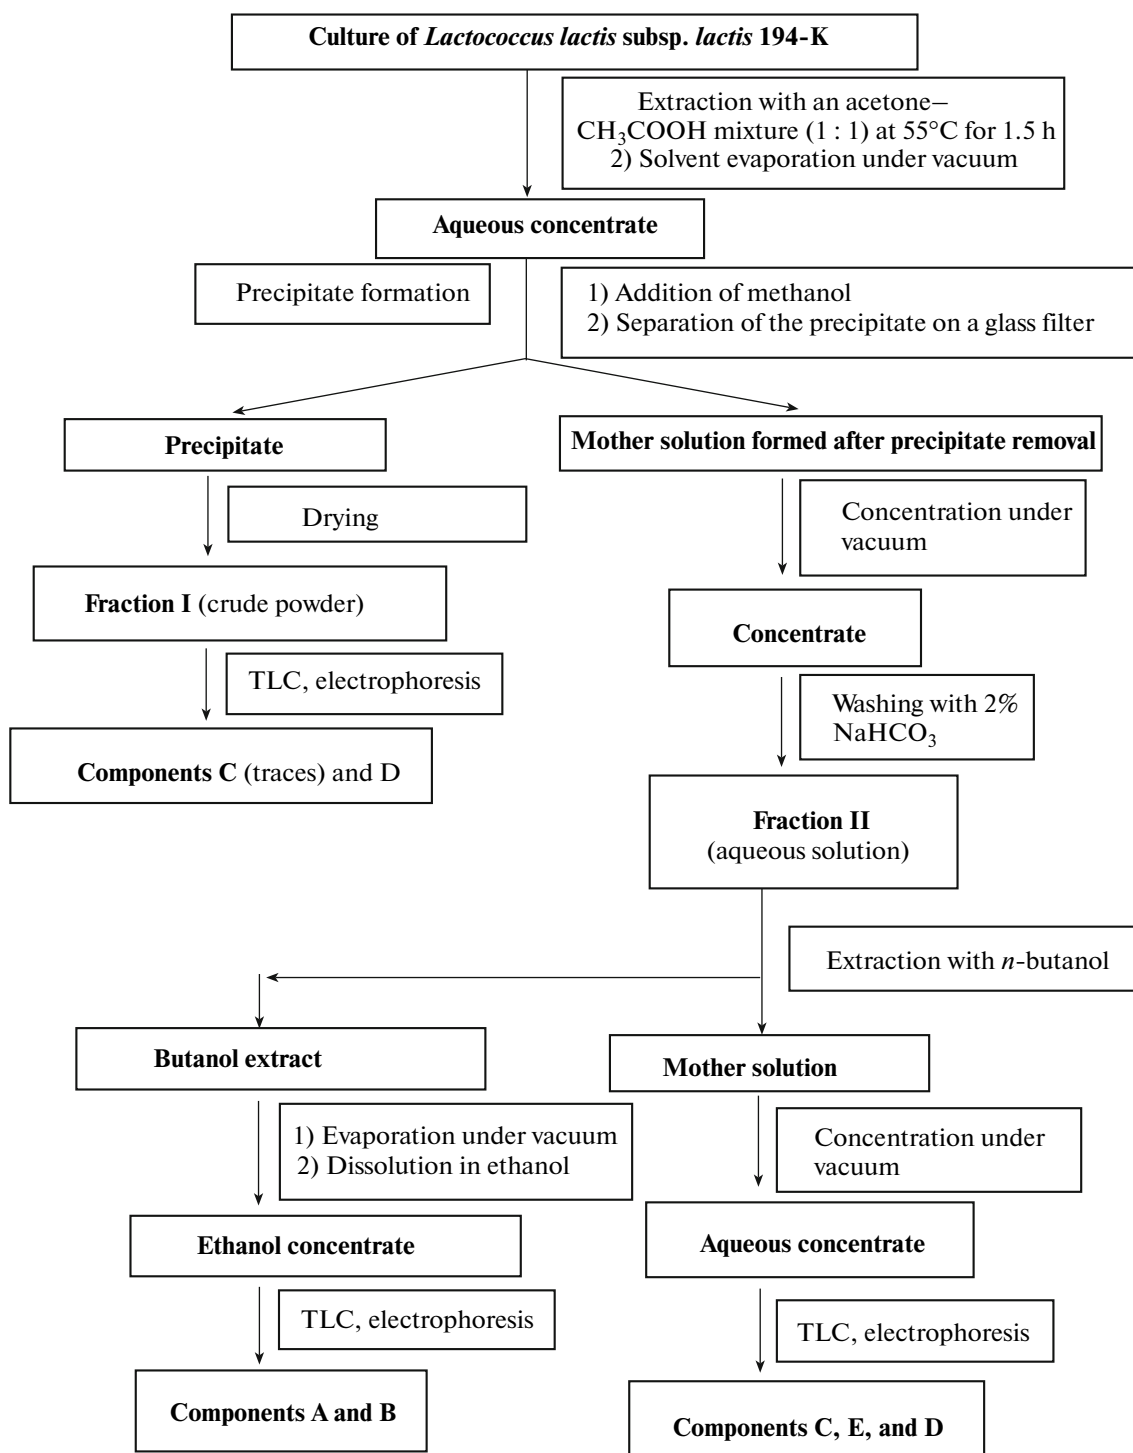 Culture of Lactococcus lactis subsp. lactis 194-K
Extraction with an acetone–
CH₃COOH mixture (1 : 1) at 55°C for 1.5 h
2) Solvent evaporation under vacuum
Aqueous concentrate
Precipitate formation
1) Addition of methanol
2) Separation of the precipitate on a glass filter
Precipitate
Mother solution formed after precipitate removal
Drying
Concentration under
vacuum
Fraction I (crude powder)
Concentrate
TLC, electrophoresis
Washing with 2%
NaHCO₃
Components C (traces) and D
Fraction II
(aqueous solution)
Extraction with n-butanol
Butanol extract
Mother solution
1) Evaporation under vacuum
2) Dissolution in ethanol
Concentration under
vacuum
Ethanol concentrate
Aqueous concentrate
TLC, electrophoresis
TLC, electrophoresis
Components A and B
Components C, E, and D